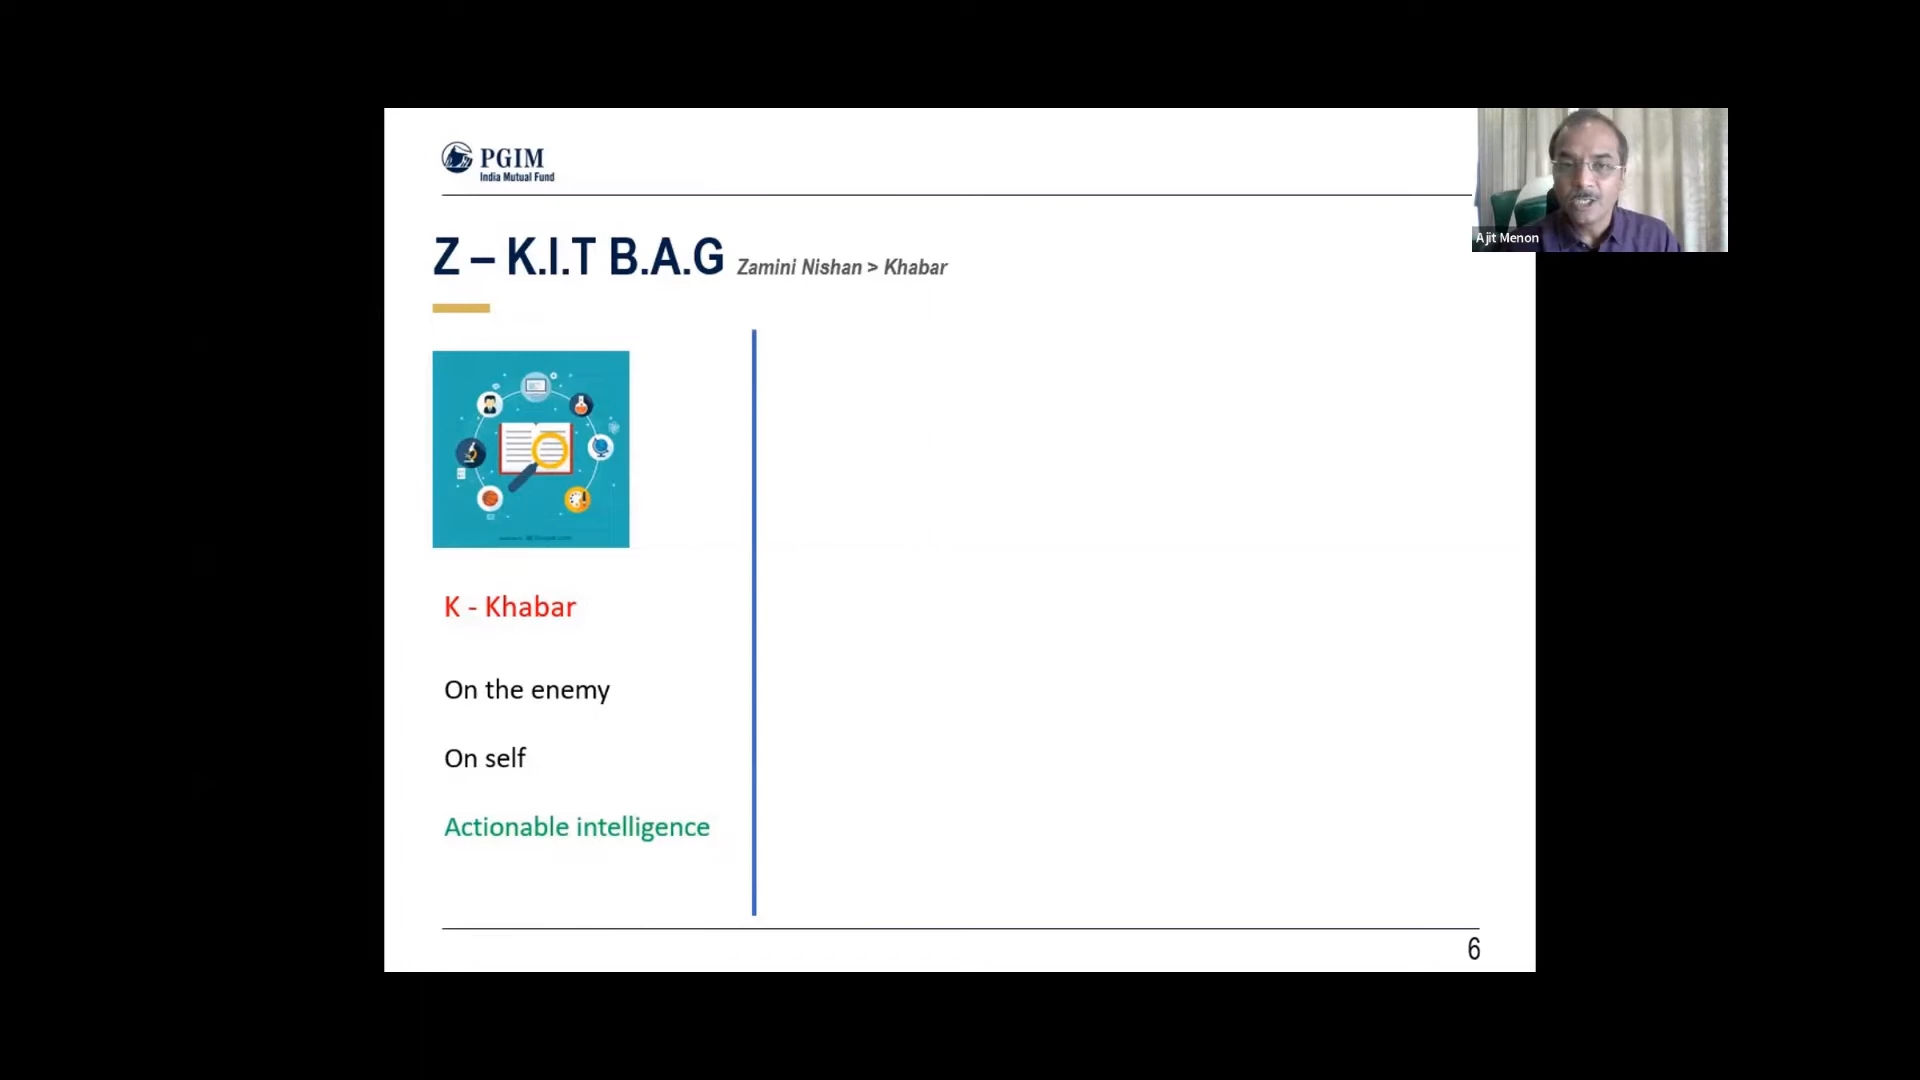 PGIM
India Mutual Fund
Ajit Menon
Z – K.I.T B.A.G Zamini Nishan > Khabar
K - Khabar
On the enemy
On self
Actionable intelligence
6